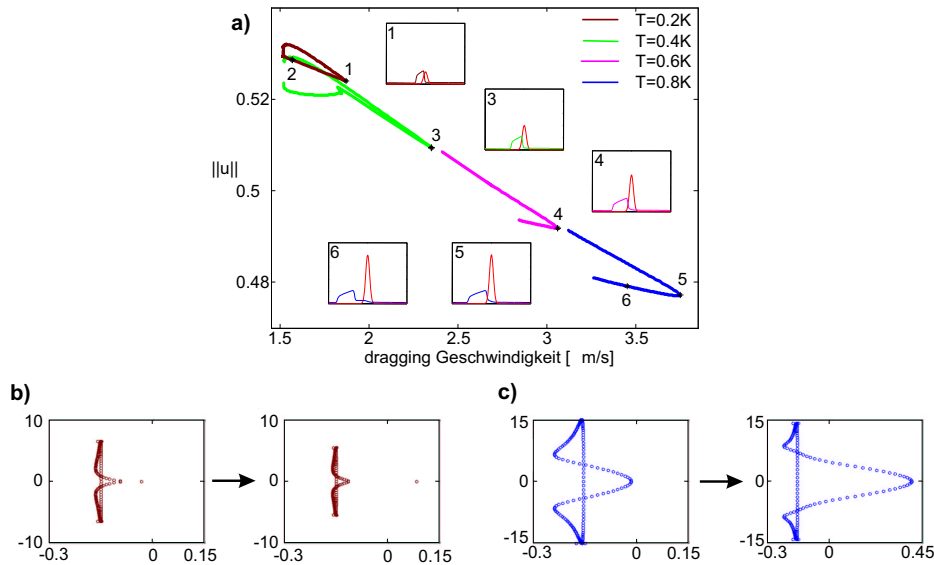 a)
T=0.2K
T=0.4K
T=0.6K
T=0.8K
1
1
2
3
3
4
4
5
5
6
6
0.52
0.5
0.48
||u||
1.5 2 2.5 3 3.5
dragging Geschwindigkeit [ m/s]
b)
10
0
-10
-0.3 0 0.15
10
0
-10
-0.3 0 0.15
c)
15
0
-15
-0.3 0 0.15
15
0
-15
-0.3 0 0.45